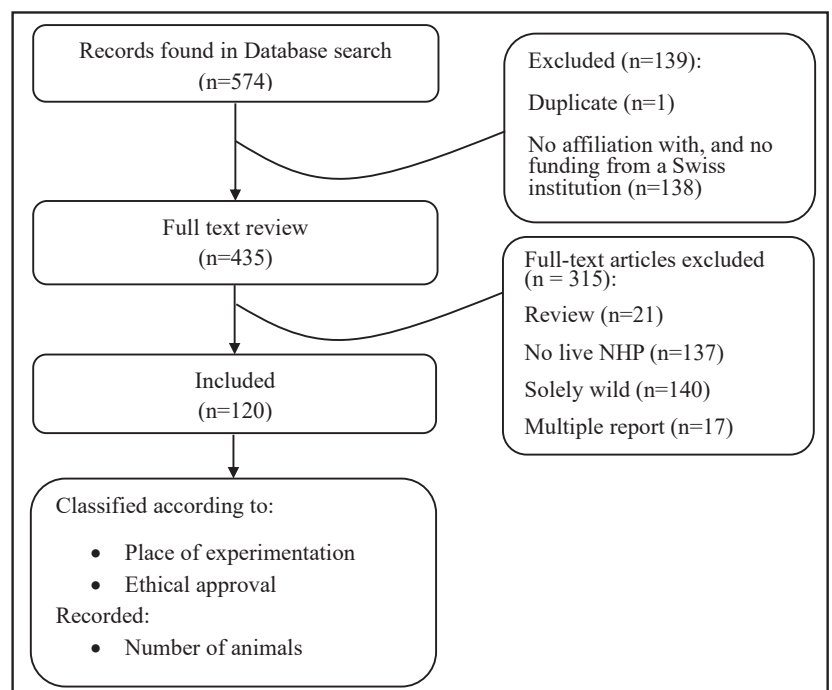 Records found in Database search
(n=574)
Excluded (n=139):
Duplicate (n=1)
No affiliation with, and no
funding from a Swiss
institution (n=138)
Full text review
(n=435)
Full-text articles excluded
(n = 315):
Review (n=21)
No live NHP (n=137)
Solely wild (n=140)
Multiple report (n=17)
Included
(n=120)
Classified according to:
• Place of experimentation
• Ethical approval
Recorded:
• Number of animals